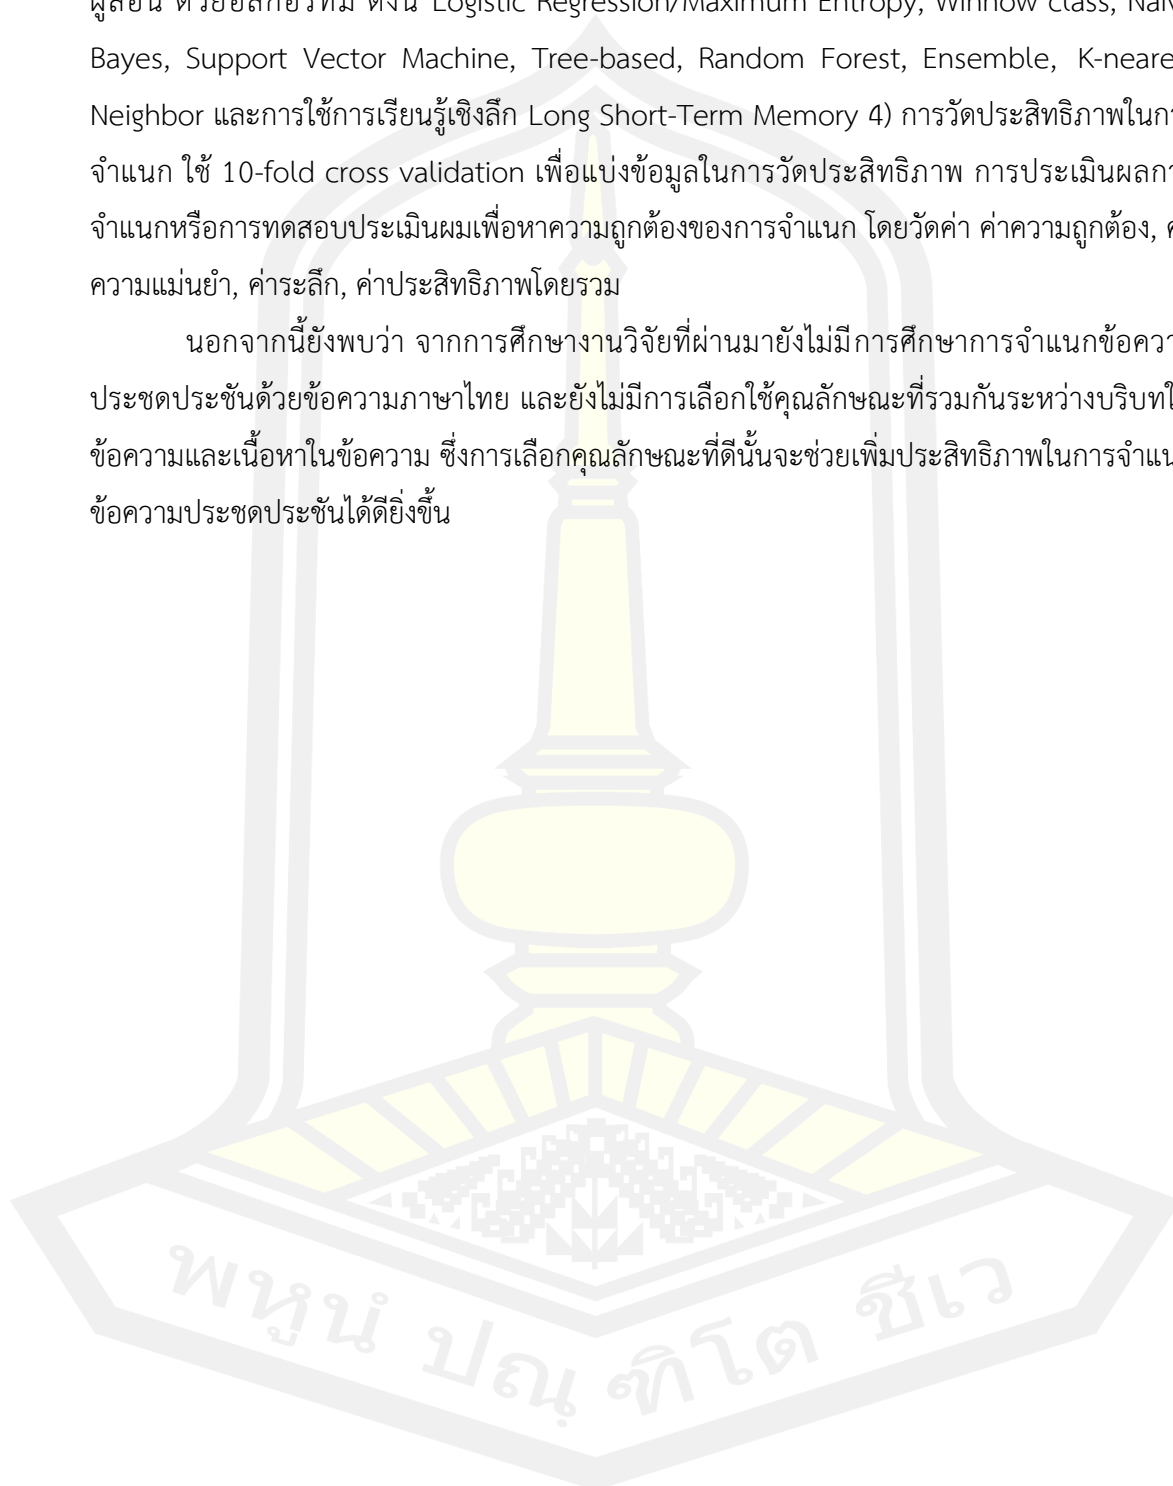 ผู้สอน ด้วยอัลกอริทึม ดังนี้ Logistic Regression/Maximum Entropy, Winnow class,
Bayes, Support Vector Machine, Tree-based, Random Forest, Ensemble,
Neighbor และการใช้การเรียนรู้เชิงลึก Long Short-Term Memory 4) การวัดประสิทธิภาพใน
จำแนก ใช้ 10-fold cross validation เพื่อแบ่งข้อมูลในการวัดประสิทธิภาพ การประเมินผล
จำแนกหรือการทดสอบประเมินผมเพื่อหาความถูกต้องของการจำแนก โดยวัดค่า ค่าความถูกต้อง,
ความแม่นยำ, ค่าระลึก, ค่าประสิทธิภาพโดยรวม
นอกจากนี้ยังพบว่า จากการศึกษางานวิจัยที่ผ่านมายังไม่มีการศึกษาการจำแนก
ประชดประชันด้วยข้อความภาษาไทย และยังไม่มีการเลือกใช้คุณลักษณะที่รวมกันระหว่างบริบท
ข้อความและเนื้อหาในข้อความ ซึ่งการเลือกคุณลักษณะที่ดีนั้นจะช่วยเพิ่มประสิทธิภาพในการ
ข้อความประชดประชันได้ดียิ่งขึ้น
พหูนํ ปณฺฑิโต ชีเว